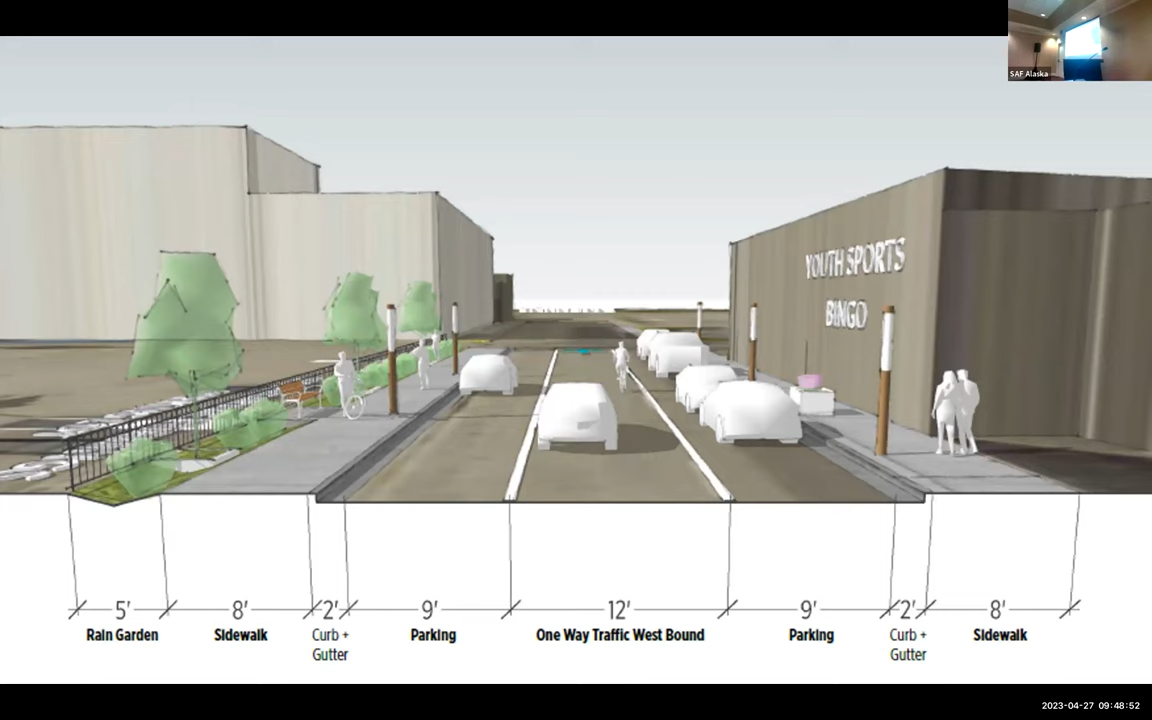 SAF Alaska
YOUTH SPORTS
BINGO
5'
8'
2'
9'
12'
9'
2'
8'
Rain Garden
Sidewalk
Curb +
Gutter
Parking
One Way Traffic West Bound
Parking
Curb +
Gutter
Sidewalk
2023-04-27 09:48:52